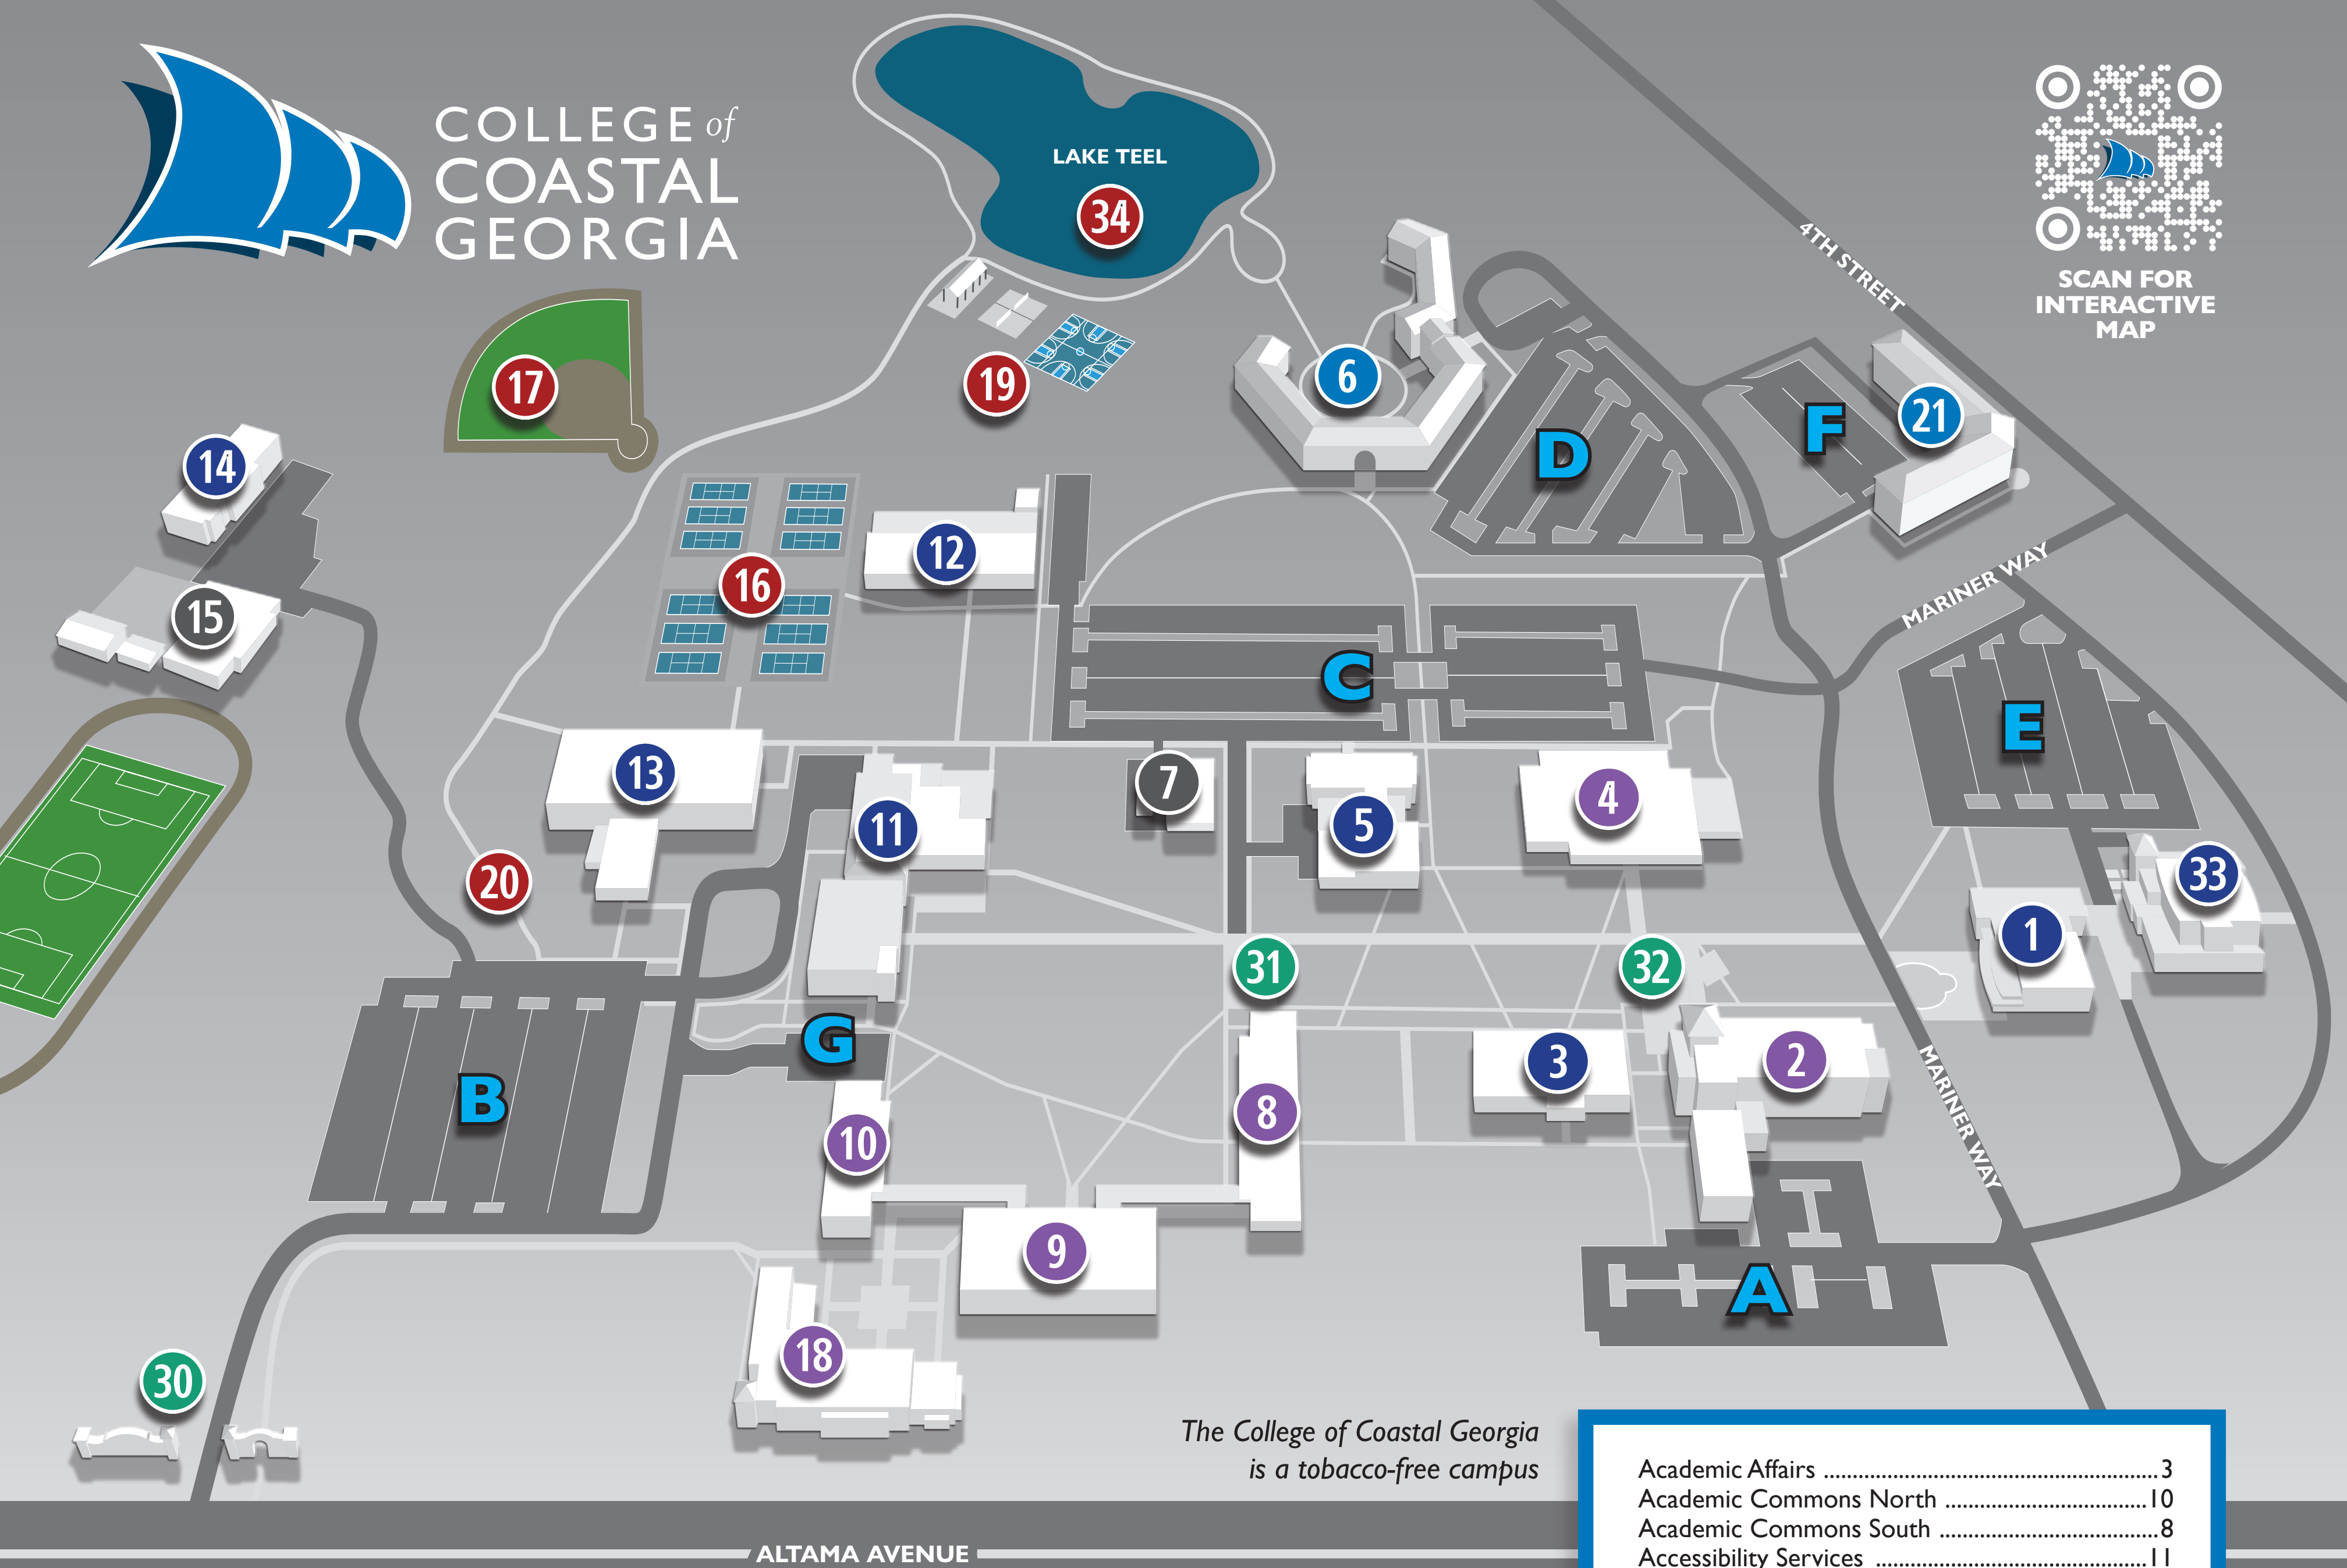 COLLEGE of
COASTAL
GEORGIA
LAKE TEEL
34
4TH STREET
SCAN FOR
INTERACTIVE
MAP
17
19
6
D
F
21
14
12
16
15
MARINER WAY
C
E
13
11
7
5
4
20
33
1
31
32
G
B
10
8
3
2
MARINER WAY
9
A
18
30
The College of Coastal Georgia
is a tobacco-free campus
Academic Affairs ........................................................3
Academic Commons North ..................................10
Academic Commons South .....................................8
Accessibility Services ..............................................11
ALTAMA AVENUE